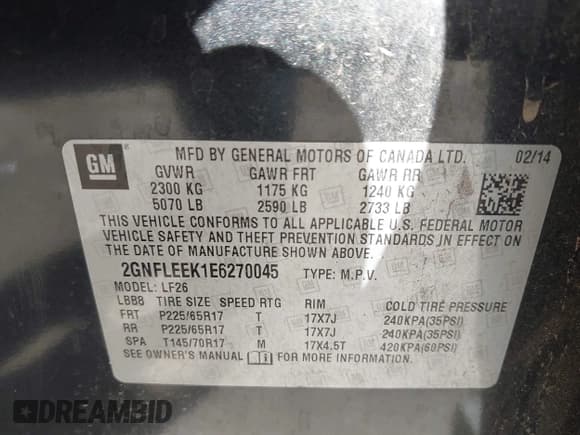 GM MFD BY GENERAL MOTORS OF CANADA LTD. 02/14
GVWR GAWR FRT GAWR RR
2300 KG 1175 KG 1240 KG
5070 LB 2590 LB 2733 LB
THIS VEHICLE CONFORMS TO ALL APPLICABLE U.S. FEDERAL MOTOR
VEHICLE SAFETY AND THEFT PREVENTION STANDARDS IN EFFECT ON
THE DATE OF MANUFACTURE SHOWN ABOVE.
2GNFLEEK1E6270045 TYPE: M.P.V.
MODEL: LF26
LBB8 TIRE SIZE SPEED RTG RIM COLD TIRE PRESSURE
FRT P225/65R17 T 17X7J 240KPA(35PSI)
RR P225/65R17 T 17X7J 240KPA(35PSI)
SPA T145/70R17 M 17X4.5T 420KPA(60PSI)
SEE OWNER'S MANUAL FOR MORE INFORMATION.
DREAMBID